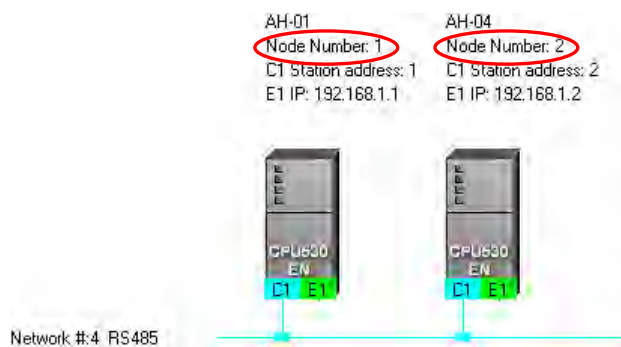 AH-01
Node Number: 1
C1 Station address: 1
E1 IP: 192.168.1.1
AH-04
Node Number: 2
C1 Station address: 2
E1 IP: 192.168.1.2
CPU530
EN
C1 E1
CPU530
EN
C1 E1
Network #:4 RS485